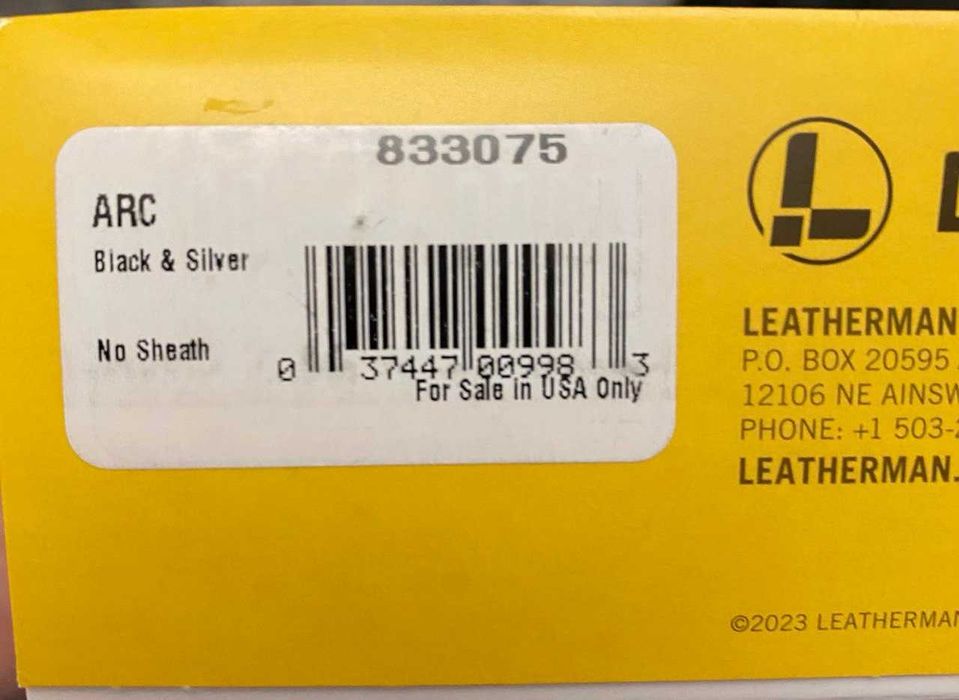 833075
ARC
Black & Silver
No Sheath
0 37447 00998 3
For Sale in USA Only
L
LEATHERMAN
P.O. BOX 20595
12106 NE AINSW
PHONE: +1 503-
LEATHERMAN.
©2023 LEATHERMAN